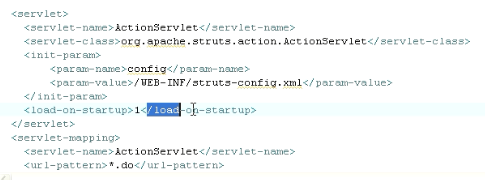 <servlet>
<servlet-name>ActionServlet</servlet-name>
<servlet-class>org.apache.struts.action.ActionServlet</servlet-class>
<init-param>
<param-name>config</param-name>
<param-value>/WEB-INF/struts-config.xml</param-value>
</init-param>
<load-on-startup>1</load-on-startup>
</servlet>
<servlet-mapping>
<servlet-name>ActionServlet</servlet-name>
<url-pattern>*.do</url-pattern>